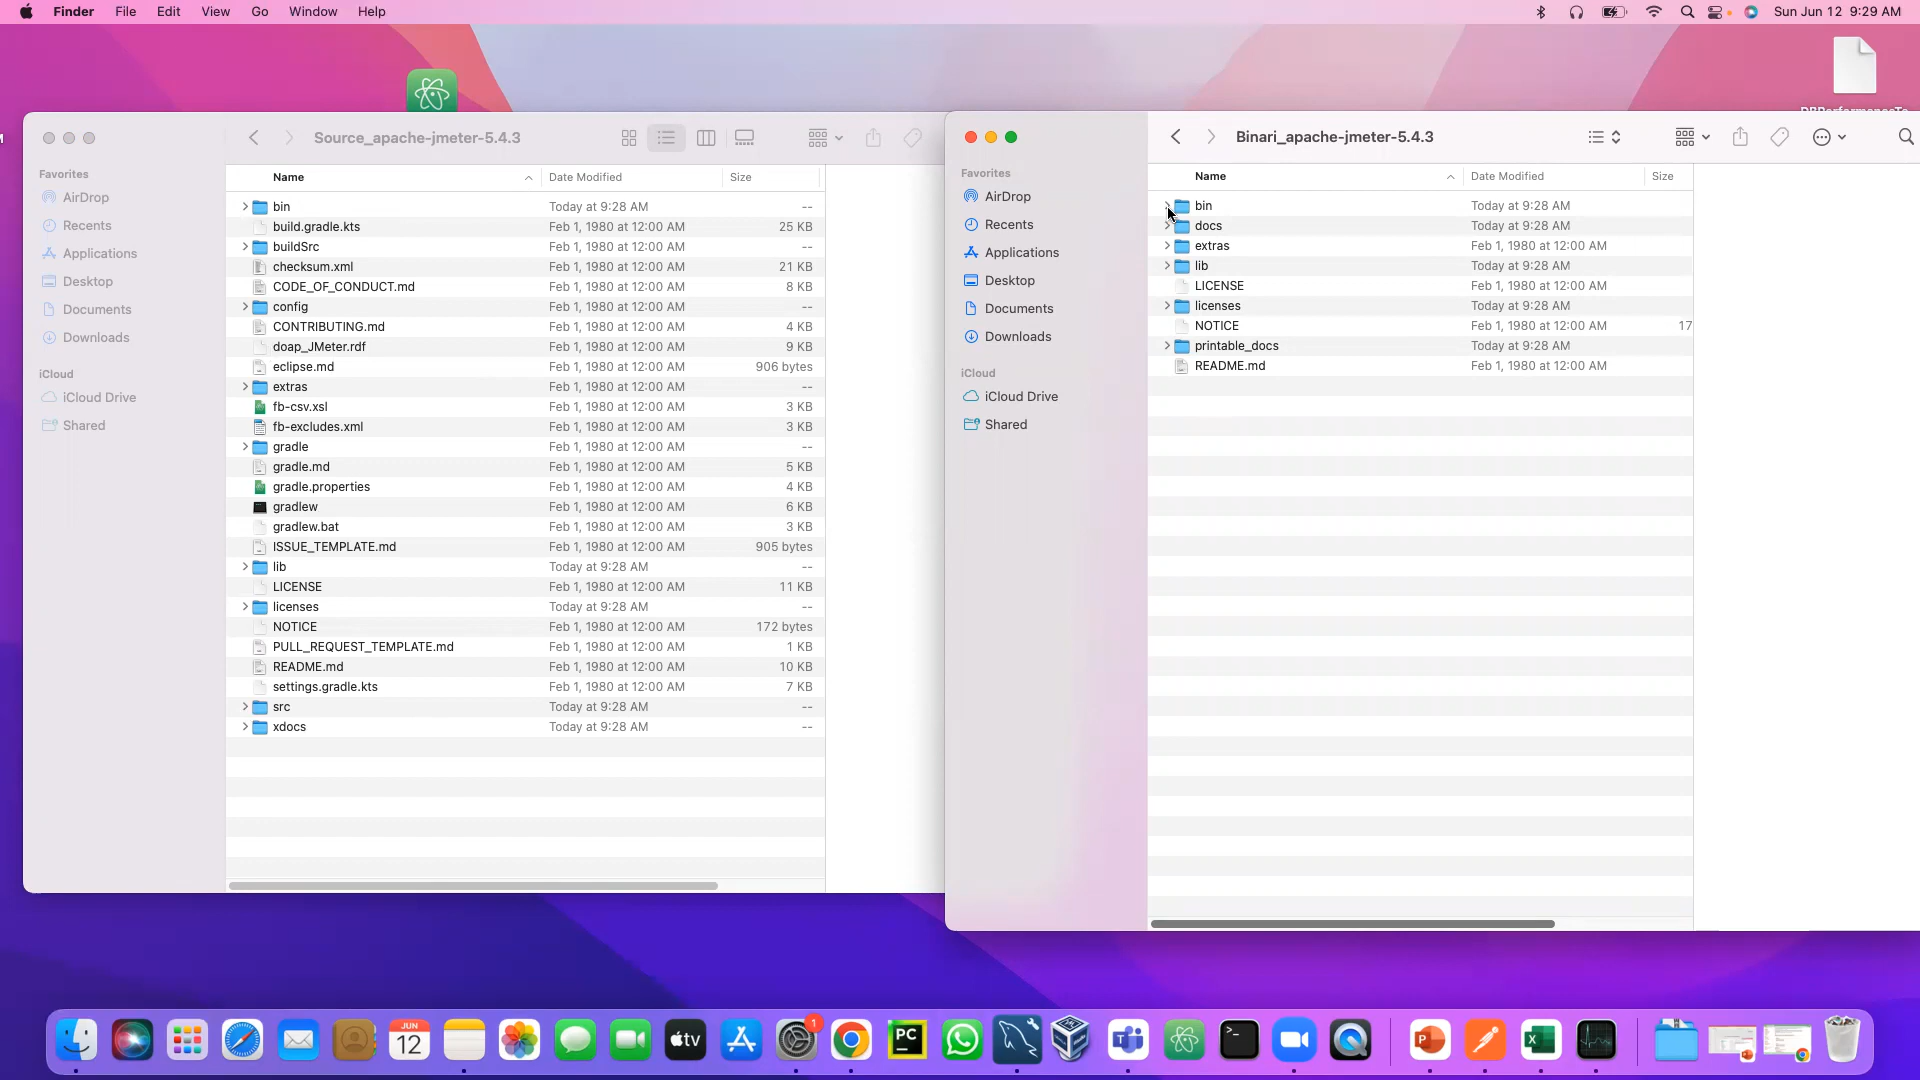 Finder File Edit View Go Window Help Sun Jun 12 9:29 AM
Source_apache-jmeter-5.4.3
Favorites
AirDrop
Recents
Applications
Desktop
Documents
Downloads
iCloud
iCloud Drive
Shared
Name Date Modified Size
bin Today at 9:28 AM --
build.gradle.kts Feb 1, 1980 at 12:00 AM 25 KB
buildSrc Feb 1, 1980 at 12:00 AM --
checksum.xml Feb 1, 1980 at 12:00 AM 21 KB
CODE_OF_CONDUCT.md Feb 1, 1980 at 12:00 AM 8 KB
config Feb 1, 1980 at 12:00 AM --
CONTRIBUTING.md Feb 1, 1980 at 12:00 AM 4 KB
doap_JMeter.rdf Feb 1, 1980 at 12:00 AM 9 KB
eclipse.md Feb 1, 1980 at 12:00 AM 906 bytes
extras Feb 1, 1980 at 12:00 AM --
fb-csv.xsl Feb 1, 1980 at 12:00 AM 3 KB
fb-excludes.xml Feb 1, 1980 at 12:00 AM 3 KB
gradle Feb 1, 1980 at 12:00 AM --
gradle.md Feb 1, 1980 at 12:00 AM 5 KB
gradle.properties Feb 1, 1980 at 12:00 AM 4 KB
gradlew Feb 1, 1980 at 12:00 AM 6 KB
gradlew.bat Feb 1, 1980 at 12:00 AM 3 KB
ISSUE_TEMPLATE.md Feb 1, 1980 at 12:00 AM 905 bytes
lib Today at 9:28 AM --
LICENSE Feb 1, 1980 at 12:00 AM 11 KB
licenses Today at 9:28 AM --
NOTICE Feb 1, 1980 at 12:00 AM 172 bytes
PULL_REQUEST_TEMPLATE.md Feb 1, 1980 at 12:00 AM 1 KB
README.md Feb 1, 1980 at 12:00 AM 10 KB
settings.gradle.kts Feb 1, 1980 at 12:00 AM 7 KB
src Today at 9:28 AM --
xdocs Today at 9:28 AM --
Binari_apache-jmeter-5.4.3
Favorites
AirDrop
Recents
Applications
Desktop
Documents
Downloads
iCloud
iCloud Drive
Shared
Name Date Modified Size
bin Today at 9:28 AM
docs Today at 9:28 AM
extras Feb 1, 1980 at 12:00 AM
lib Today at 9:28 AM
LICENSE Feb 1, 1980 at 12:00 AM
licenses Today at 9:28 AM
NOTICE Feb 1, 1980 at 12:00 AM 17
printable_docs Today at 9:28 AM
README.md Feb 1, 1980 at 12:00 AM
JUN
12
tv
1
PC
P
X